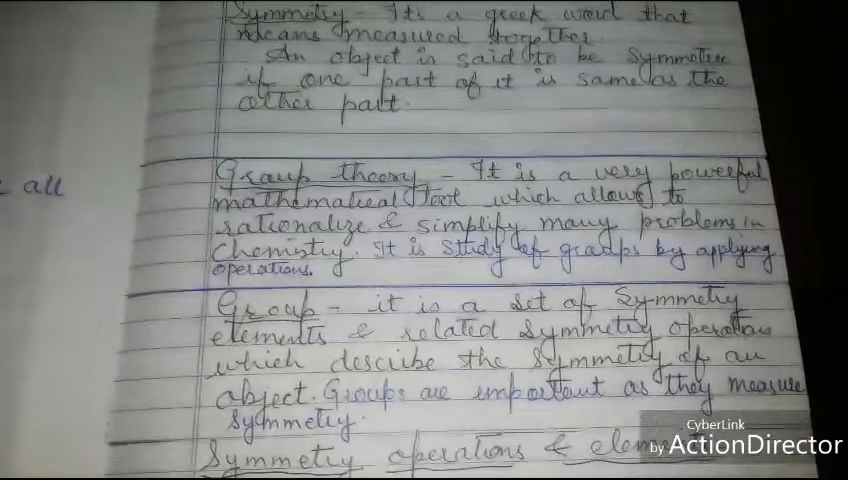 Symmetry - Its a greek word that
means measured together.
An object is said to be symmetric
if one part of it is same as the
other part.
all
Group theory - It is a very powerful
mathematical tool which allows to
rationalize & simplify many problems in
Chemistry. It is study of groups by applying
operations.
Group - it is a set of symmetry
elements & related symmetry operations
which describe the symmetry of an
object. Groups are important as they measure
symmetry.
Symmetry operations & elements
CyberLink
by ActionDirector